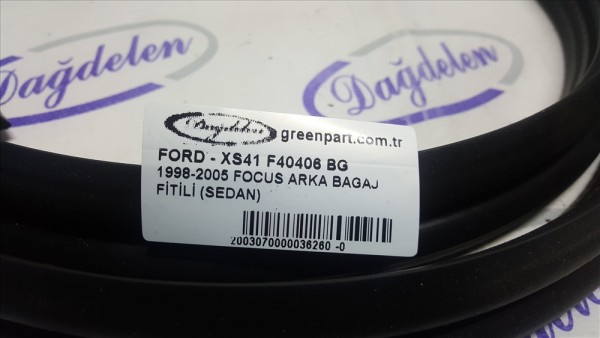 Dağdelen
Dağdelen
Dağdelen greenpart.com.tr
FORD - XS41 F40406 BG
1998-2005 FOCUS ARKA BAGAJ
FİTİLİ (SEDAN)
2003070000036260 -0